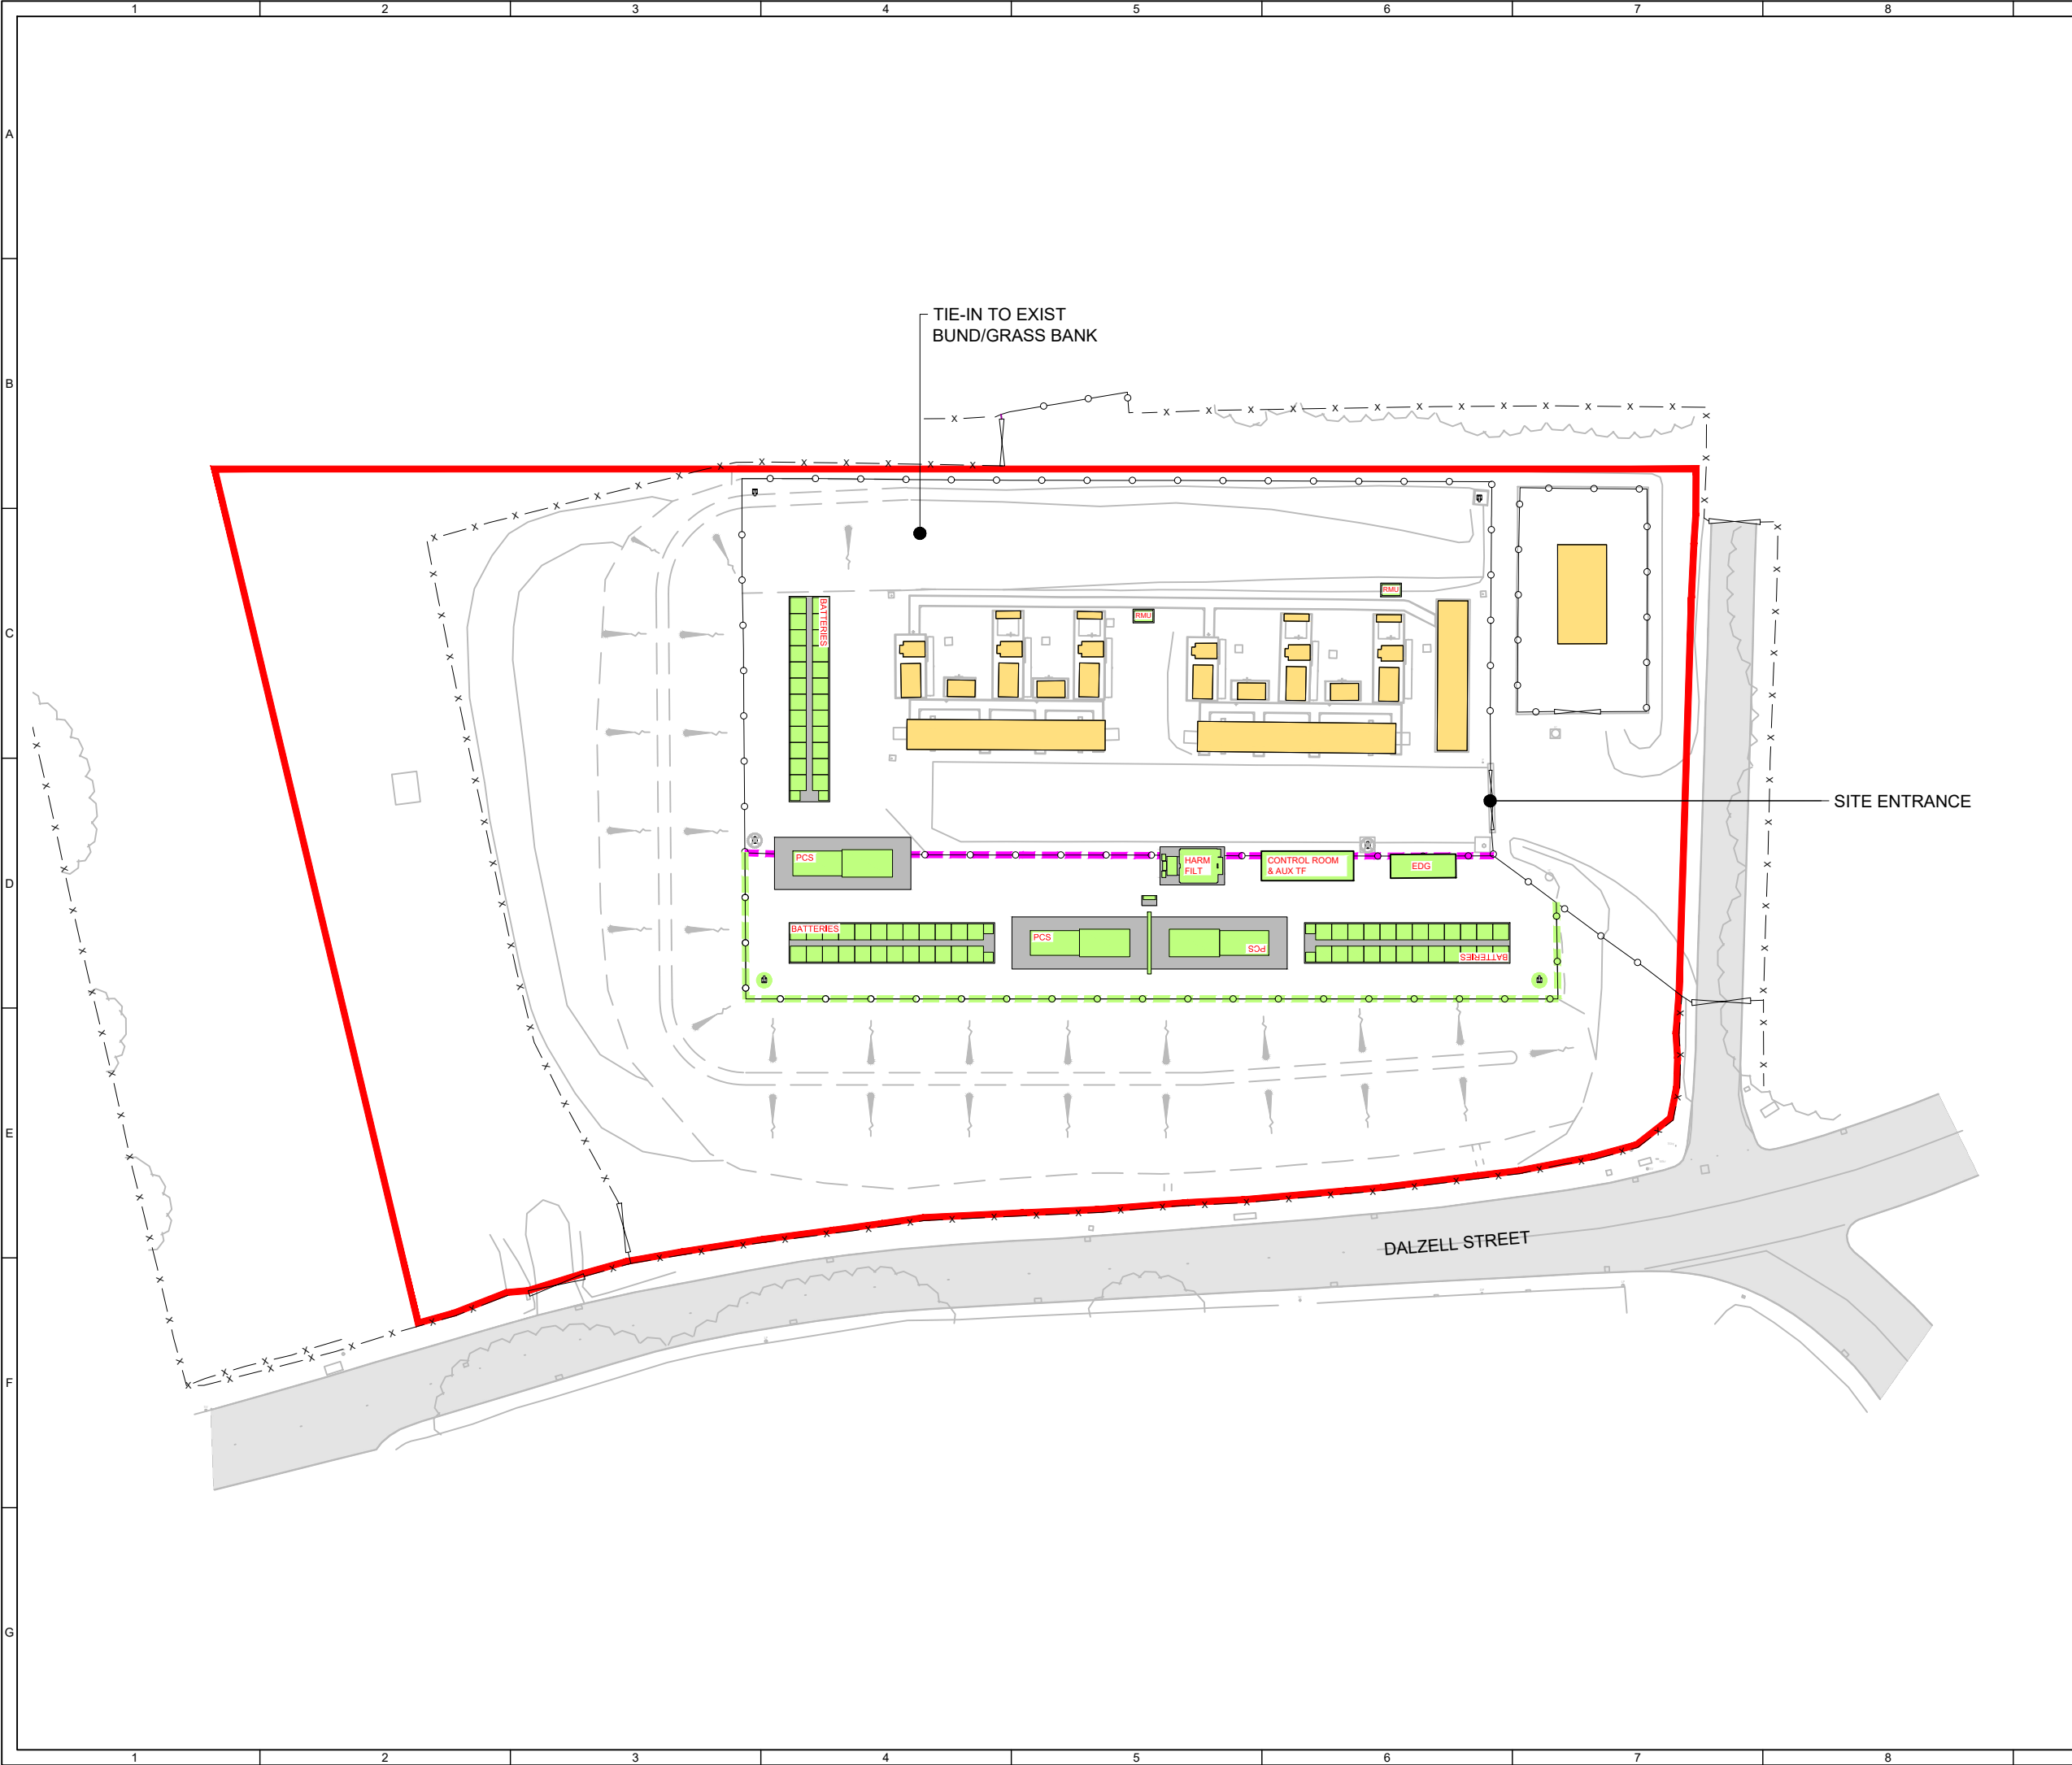 1 2 3 4 5 6 7 8
A
B
C
D
E
F
G
TIE-IN TO EXIST
BUND/GRASS BANK
RMU
RMU
BATTERIES
SITE ENTRANCE
PCS
HARM
FILT
CONTROL ROOM
& AUX TF
EDG
BATTERIES
PCS
PCS
BATTERIES
DALZELL STREET
1 2 3 4 5 6 7 8